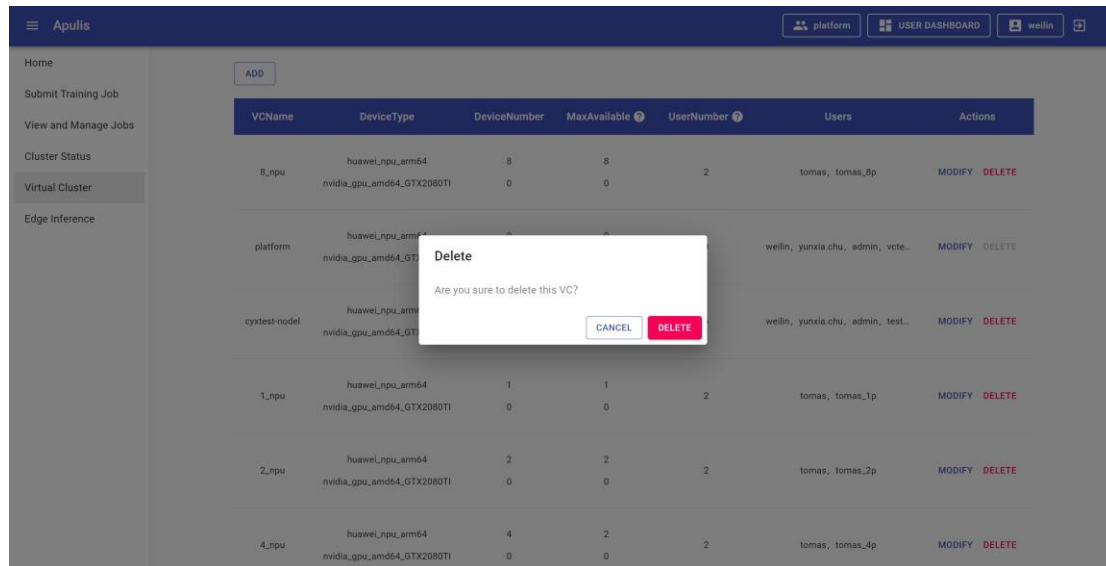 Apulis platform USER DASHBOARD weilin
Home
Submit Training Job
View and Manage Jobs
Cluster Status
Virtual Cluster
Edge Inference
ADD
VCName DeviceType DeviceNumber MaxAvailable UserNumber Users Actions
huawei_npu_arm64 8 8
8_npu 2 tomas, tomas_8p MODIFY DELETE
nvidia_gpu_amd64_GTX2080TI 0 0
platform weilin, yunxia.chu, admin, vcte... MODIFY DELETE
cyxtest-nodel weilin, yunxia.chu, admin, test... MODIFY DELETE
Delete
Are you sure to delete this VC?
CANCEL DELETE
huawei_npu_arm64 1 1
1_npu 2 tomas, tomas_1p MODIFY DELETE
nvidia_gpu_amd64_GTX2080TI 0 0
huawei_npu_arm64 2 2
2_npu 2 tomas, tomas_2p MODIFY DELETE
nvidia_gpu_amd64_GTX2080TI 0 0
huawei_npu_arm64 4 2
4_npu 2 tomas, tomas_4p MODIFY DELETE
nvidia_gpu_amd64_GTX2080TI 0 0